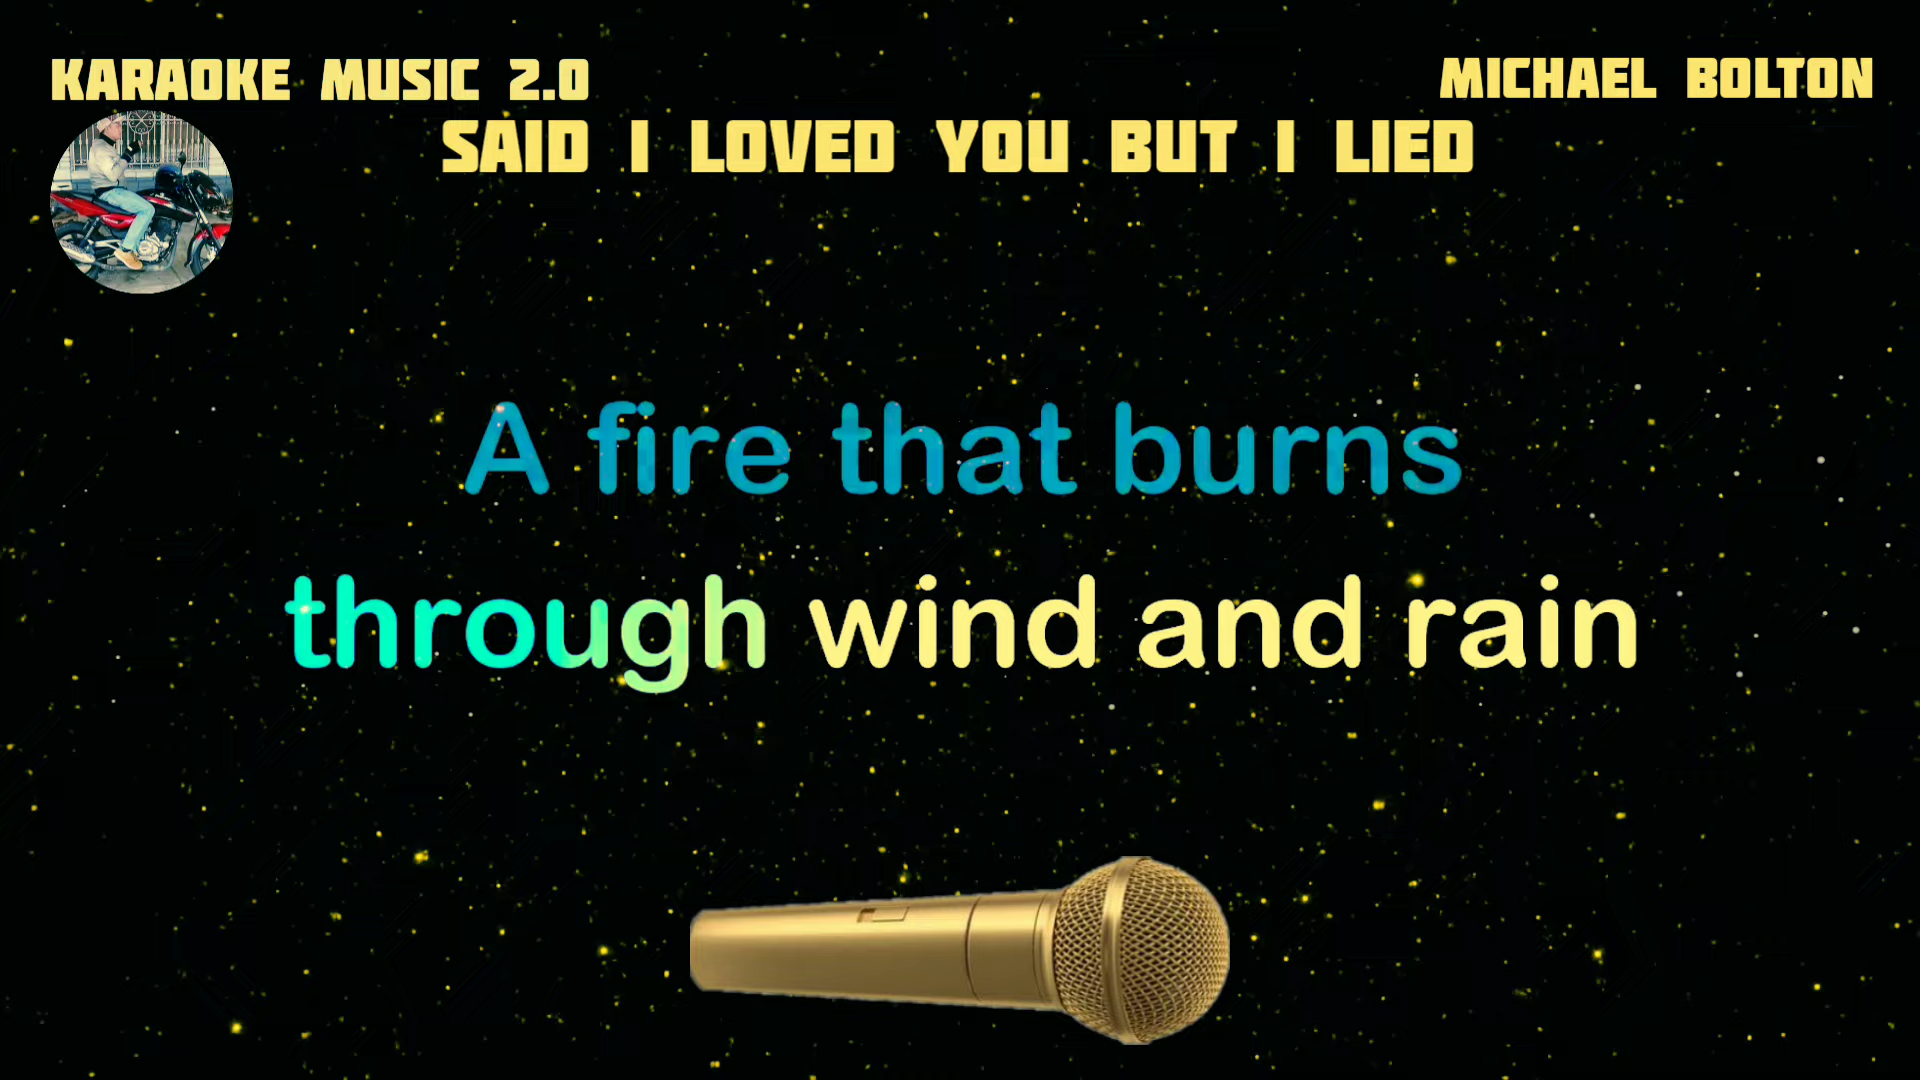 KARAOKE MUSIC 2.0
MICHAEL BOLTON
SAID I LOVED YOU BUT I LIED
A fire that burns
through wind and rain